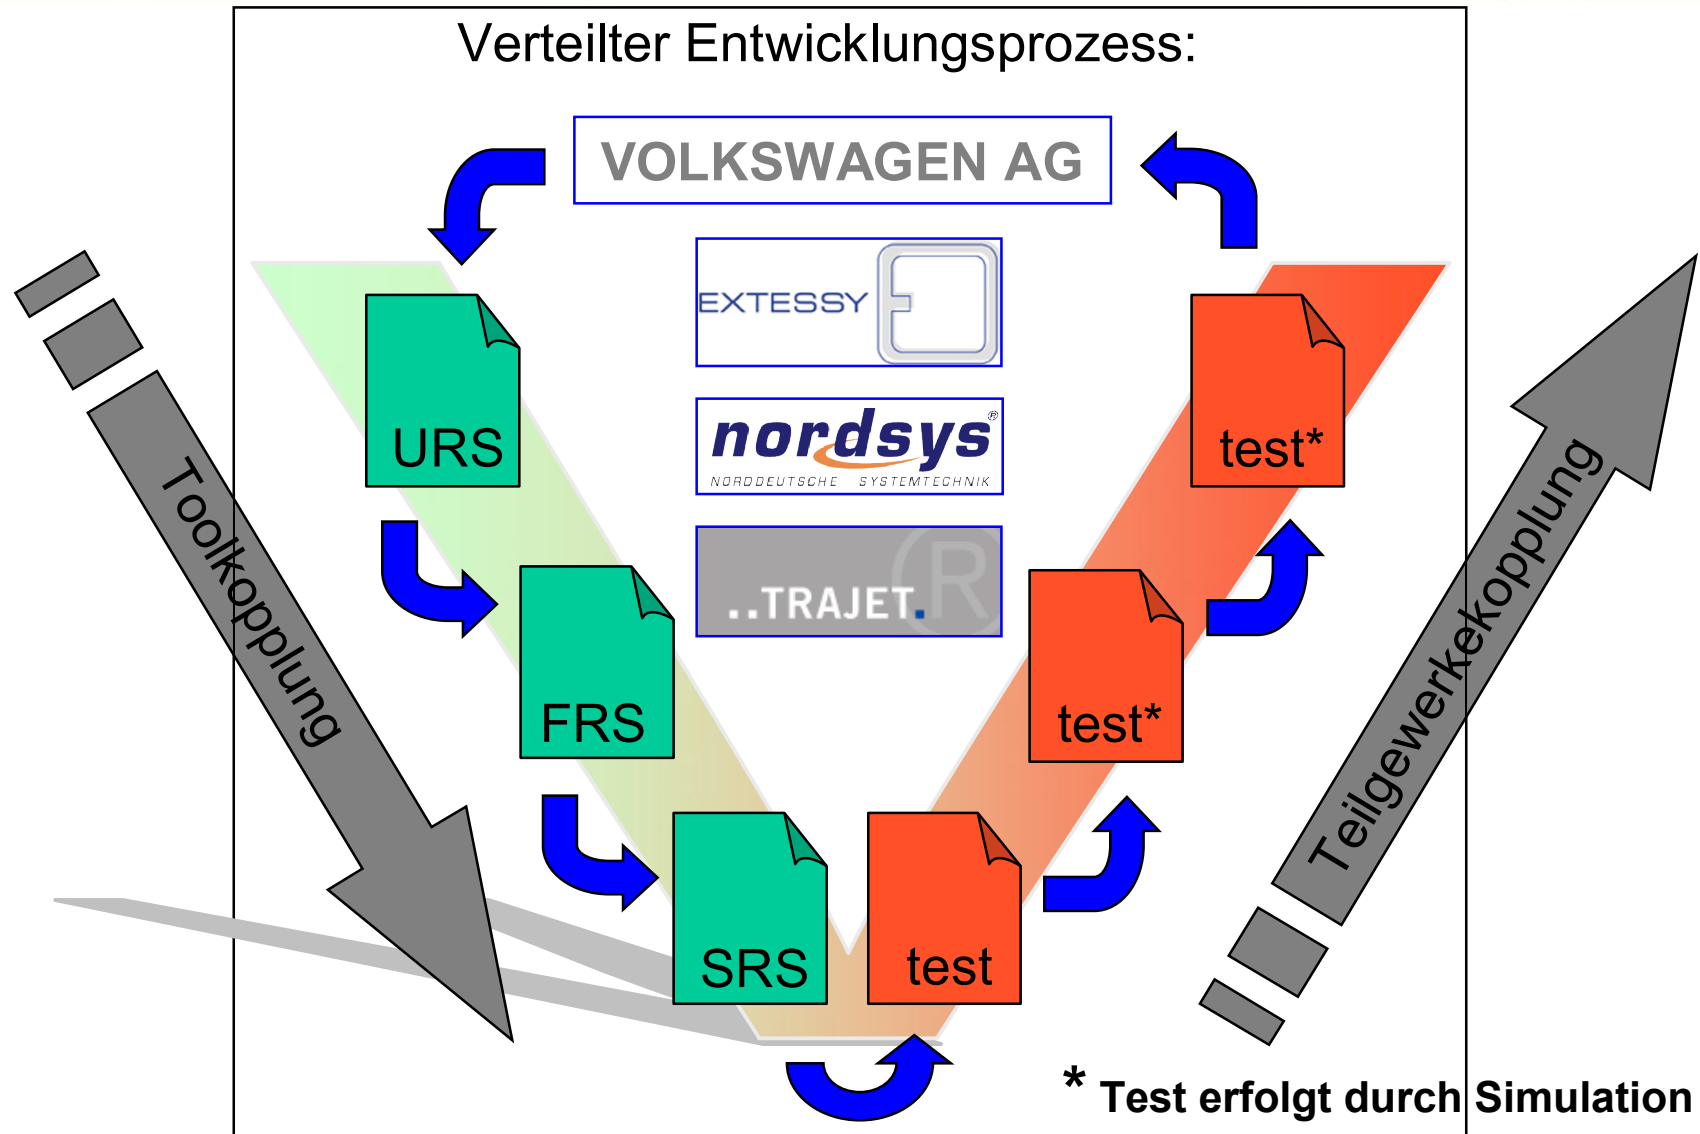 Verteilter Entwicklungsprozess:
VOLKSWAGEN AG
EXTESSY
nordsys®
NORDDEUTSCHE SYSTEMTECHNIK
..TRAJET.
R
URS
FRS
SRS
test
test*
test*
Toolkopplung
Teilgewerkekopplung
* Test erfolgt durch Simulation